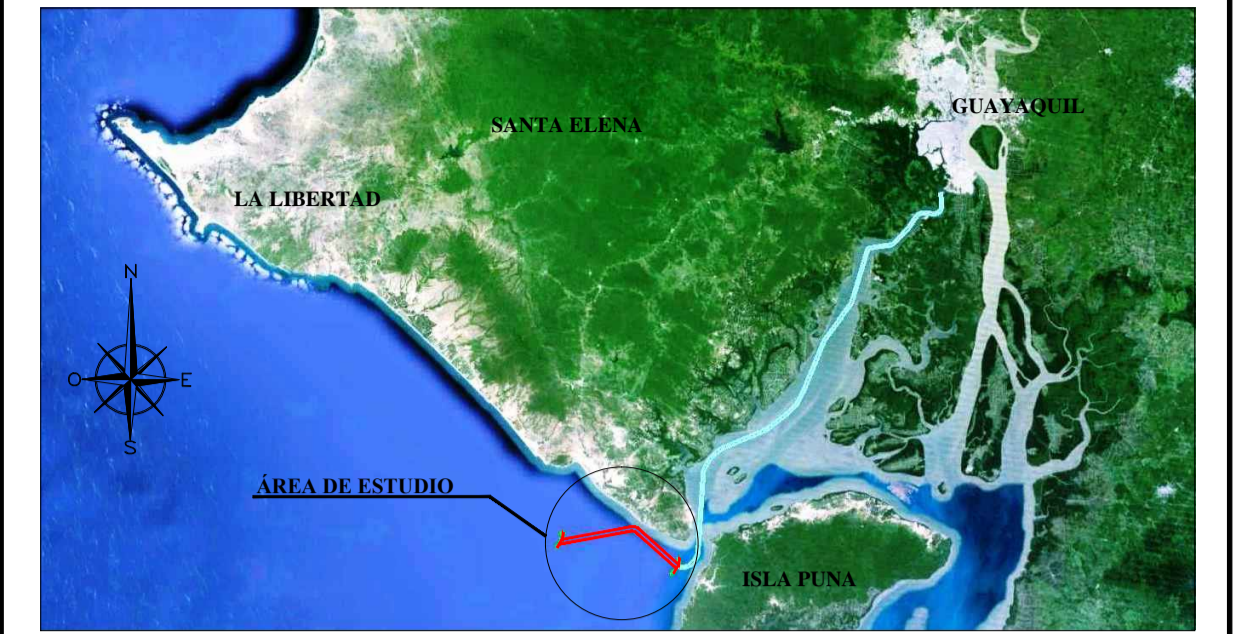 GUAYAQUIL
SANTA ELENA
LA LIBERTAD
N
O
E
S
ÁREA DE ESTUDIO
ISLA PUNA